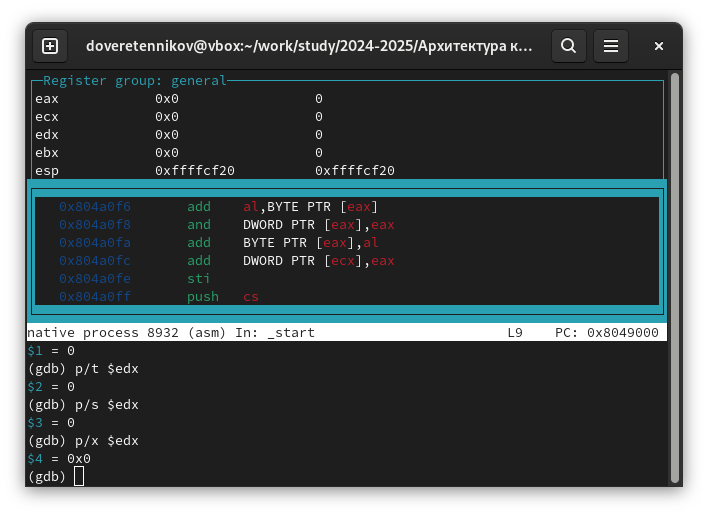 doveretennikov@vbox:~/work/study/2024-2025/Архитектура к...
Register group: general
eax 0x0 0
ecx 0x0 0
edx 0x0 0
ebx 0x0 0
esp 0xffffcf20 0xffffcf20
0x804a0f6 add al,BYTE PTR [eax]
0x804a0f8 and DWORD PTR [eax],eax
0x804a0fa add BYTE PTR [eax],al
0x804a0fc add DWORD PTR [ecx],eax
0x804a0fe sti
0x804a0ff push cs
native process 8932 (asm) In: _start L9 PC: 0x8049000
$1 = 0
(gdb) p/t $edx
$2 = 0
(gdb) p/s $edx
$3 = 0
(gdb) p/x $edx
$4 = 0x0
(gdb)